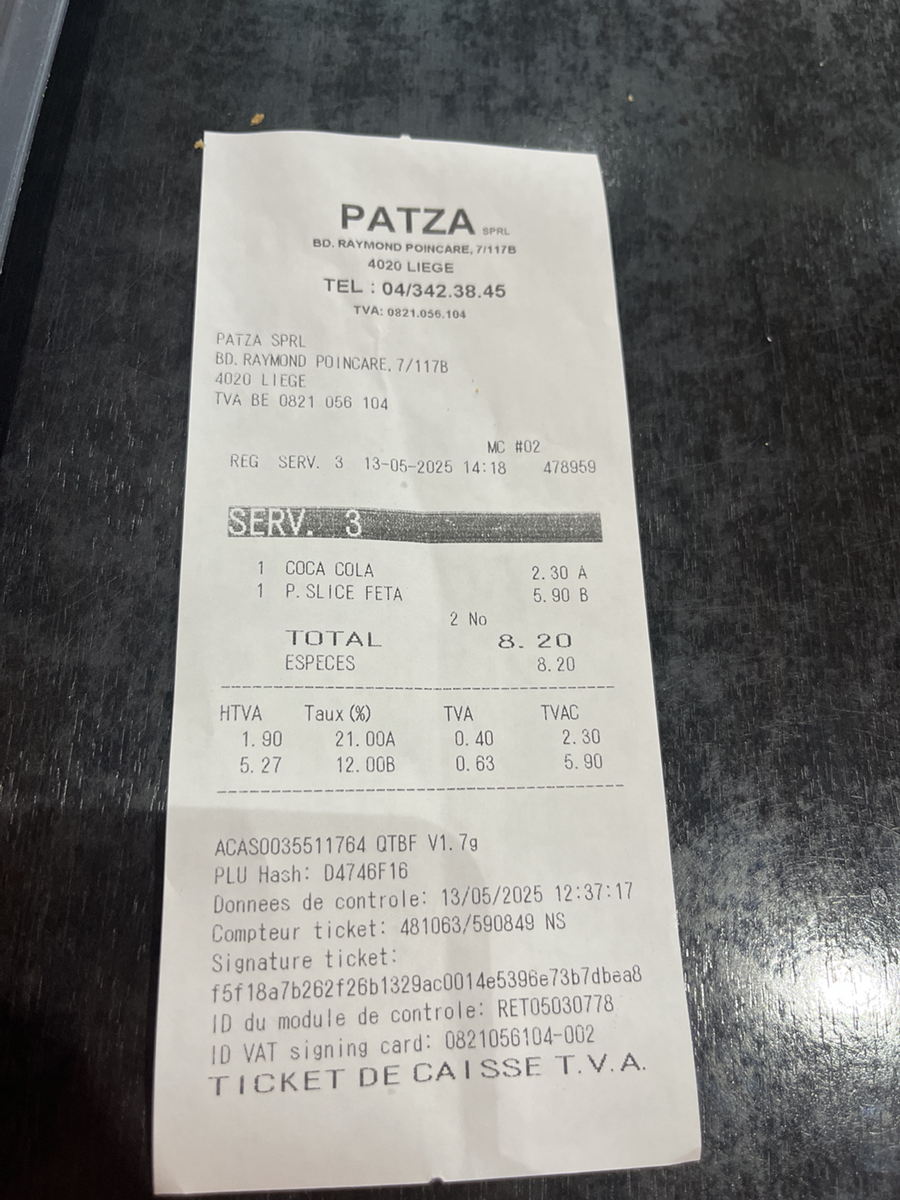 PATZA SPRL
BD. RAYMOND POINCARE, 7/117B
4020 LIEGE
TEL : 04/342.38.45
TVA: 0821.056.104
PATZA SPRL
BD. RAYMOND POINCARE, 7/117B
4020 LIEGE
TVA BE 0821 056 104
MC #02
REG SERV. 3 13-05-2025 14:18 478959
SERV. 3
1 COCA COLA 2.30 A
1 P.SLICE FETA 5.90 B
2 No
TOTAL 8.20
ESPECES 8.20
HTVA Taux (%) TVA TVAC
1.90 21.00A 0.40 2.30
5.27 12.00B 0.63 5.90
ACAS0035511764 QTBF V1.7g
PLU Hash: D4746F16
Donnees de controle: 13/05/2025 12:37:17
Compteur ticket: 481063/590849 NS
Signature ticket:
f5f18a7b262f26b1329ac0014e5396e73b7dbea8
ID du module de controle: RET05030778
ID VAT signing card: 0821056104-002
TICKET DE CAISSE T.V.A.